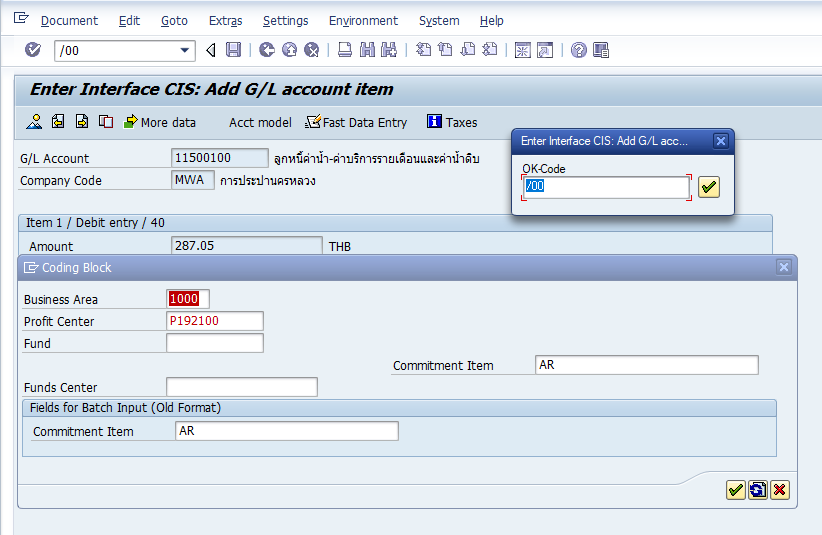 Document Edit Goto Extras Settings Environment System Help
/00
Enter Interface CIS: Add G/L account item
More data Acct model Fast Data Entry Taxes
Enter Interface CIS: Add G/L acc...
OK-Code
/00
G/L Account 11500100 ลูกหนี้ค่าน้ำ-ค่าบริการรายเดือนและค่าน้ำดิบ
Company Code MWA การประปานครหลวง
Item 1 / Debit entry / 40
Amount 287.05 THB
Coding Block
Business Area 1000
Profit Center P192100
Fund
Commitment Item AR
Funds Center
Fields for Batch Input (Old Format)
Commitment Item AR